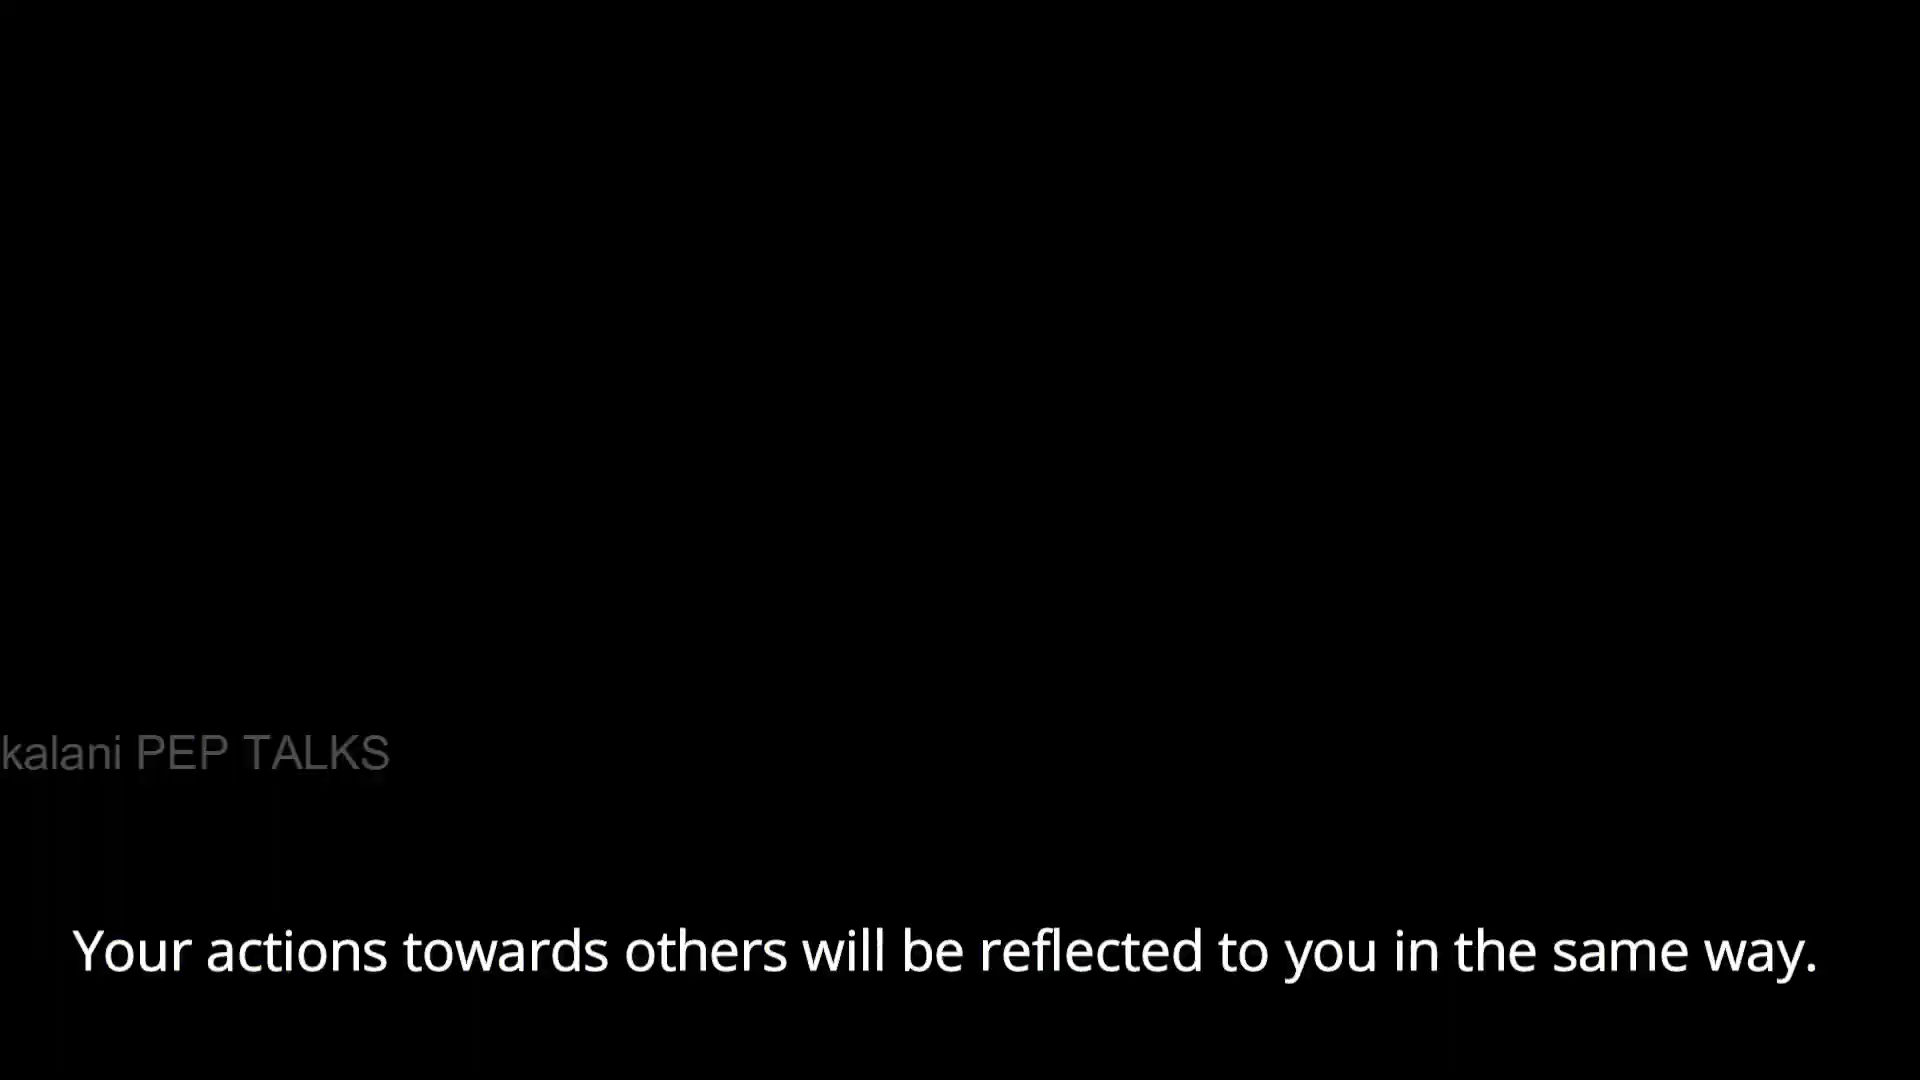 kalani PEP TALKS
Your actions towards others will be reflected to you in the same way.